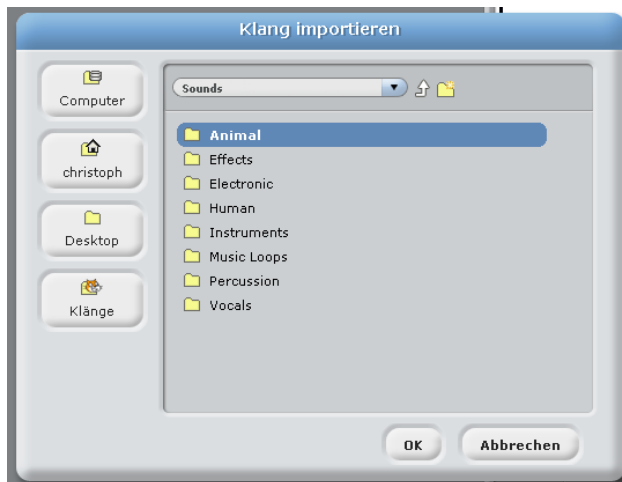 Klang importieren
Computer
christoph
Desktop
Klänge
Sounds
Animal
Effects
Electronic
Human
Instruments
Music Loops
Percussion
Vocals
OK
Abbrechen